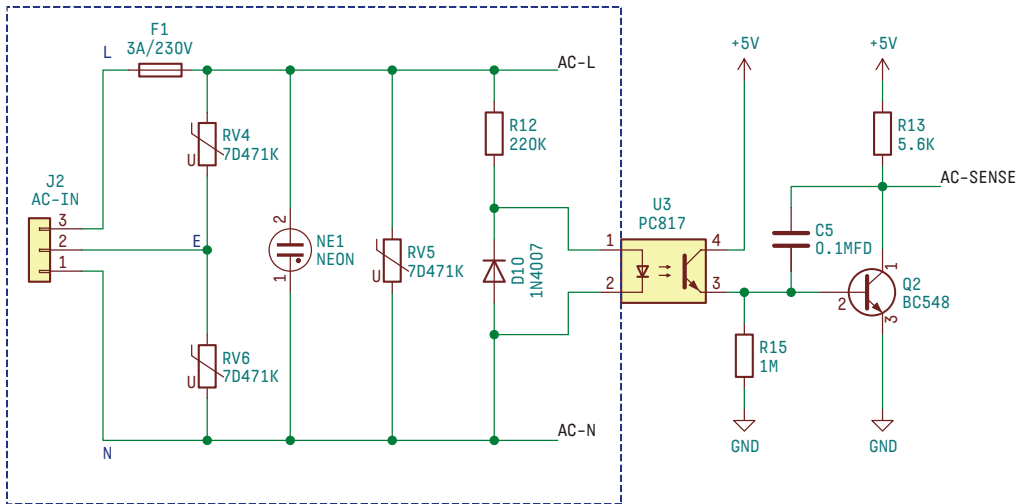 F1
3A/230V
L
AC-L
+5V
+5V
RV4
7D471K
U
R12
220K
R13
5.6K
J2
AC-IN
AC-SENSE
3
2
1
E
2
NE1
NEON
1
RV5
7D471K
U
D10
1N4007
U3
PC817
1
2
4
3
C5
0.1MFD
1
2
3
Q2
BC548
RV6
7D471K
U
R15
1M
AC-N
N
GND
GND